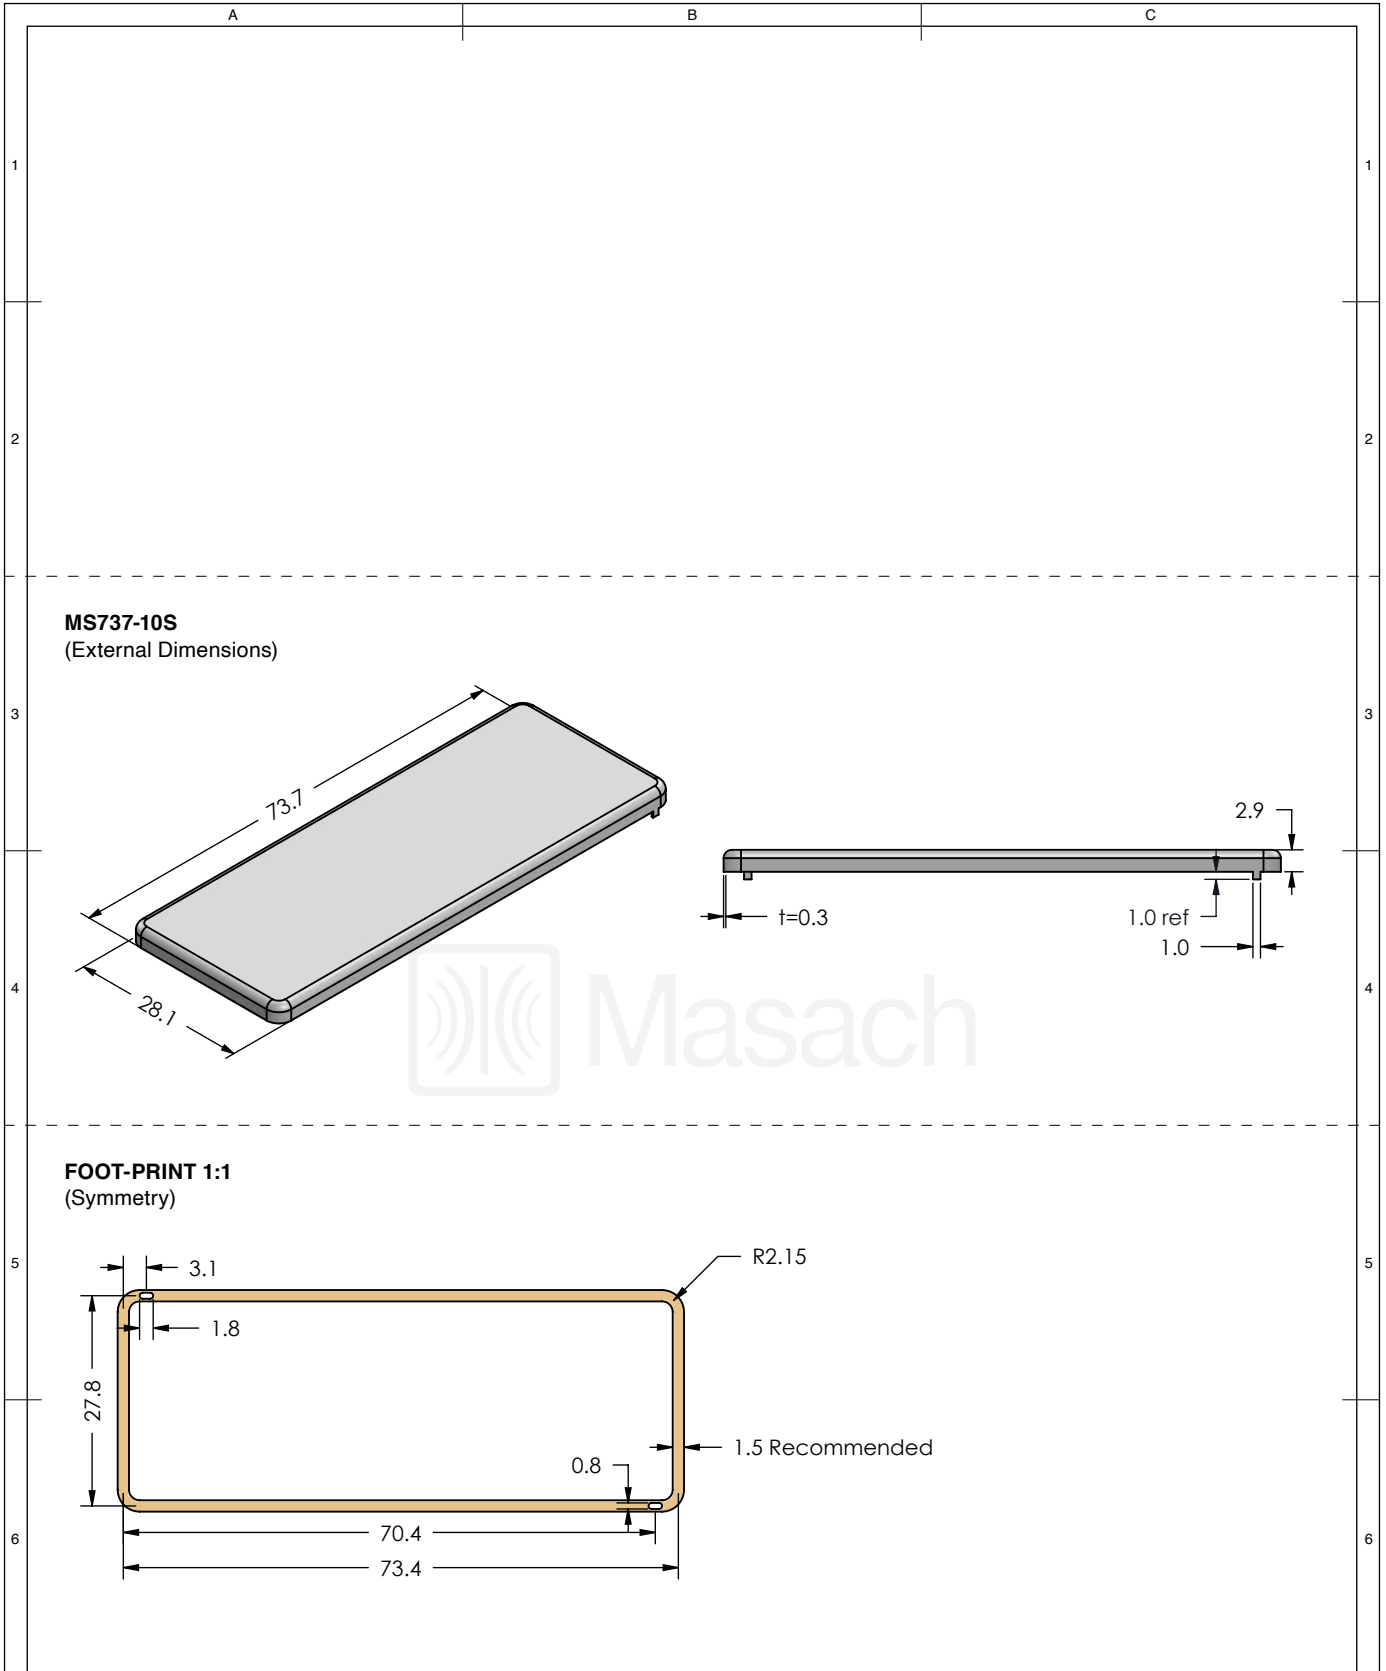 A B C
1 1
2 2
MS737-10S
(External Dimensions)
3 3
73.7
2.9
t=0.3
1.0 ref
1.0
28.1
4 4
Masach
FOOT-PRINT 1:1
(Symmetry)
5 5
3.1
R2.15
1.8
27.8
1.5 Recommended
0.8
70.4
6 6
73.4